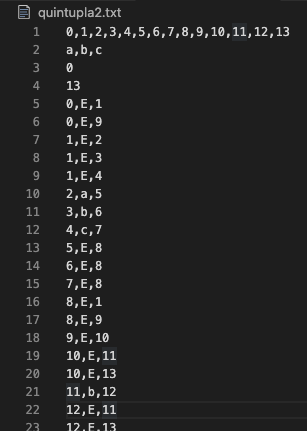 quintupla2.txt
1 0,1,2,3,4,5,6,7,8,9,10,11,12,13
2 a,b,c
3 0
4 13
5 0,E,1
6 0,E,9
7 1,E,2
8 1,E,3
9 1,E,4
10 2,a,5
11 3,b,6
12 4,c,7
13 5,E,8
14 6,E,8
15 7,E,8
16 8,E,1
17 8,E,9
18 9,E,10
19 10,E,11
20 10,E,13
21 11,b,12
22 12,E,11
23 12,E,13